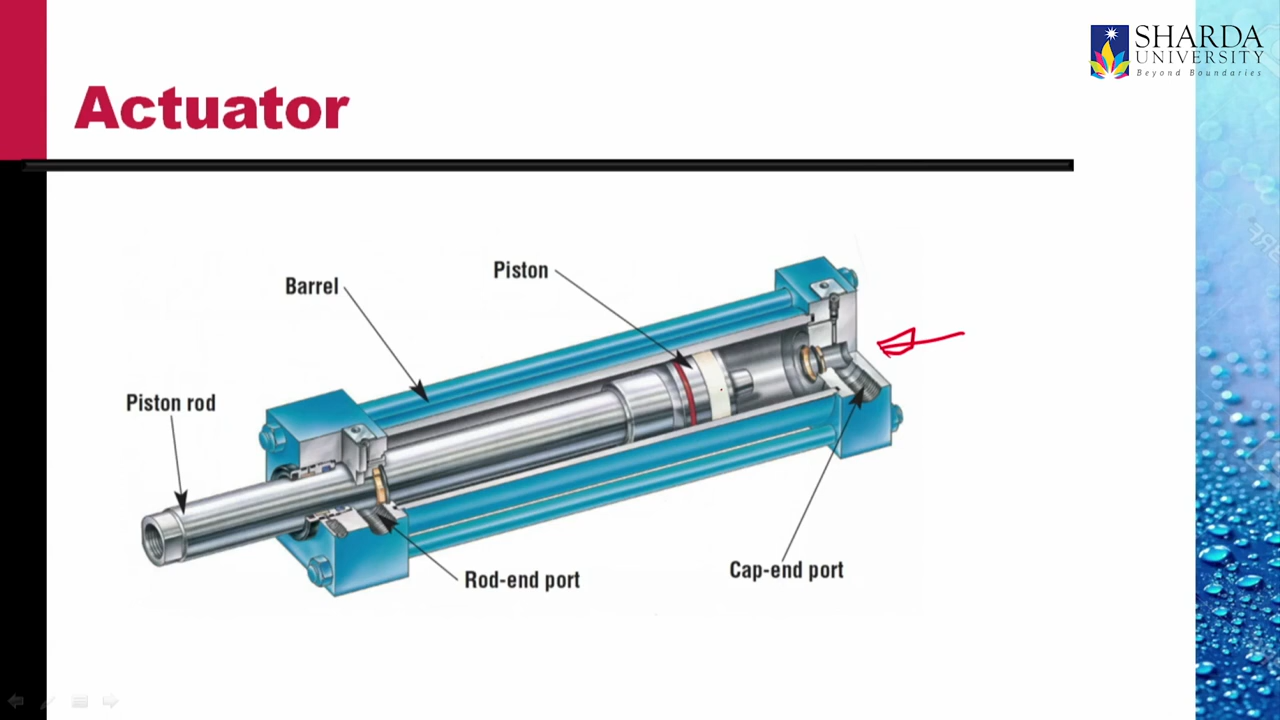 SHARDA
UNIVERSITY
Beyond Boundaries
Actuator
Piston
Barrel
Piston rod
Cap-end port
Rod-end port